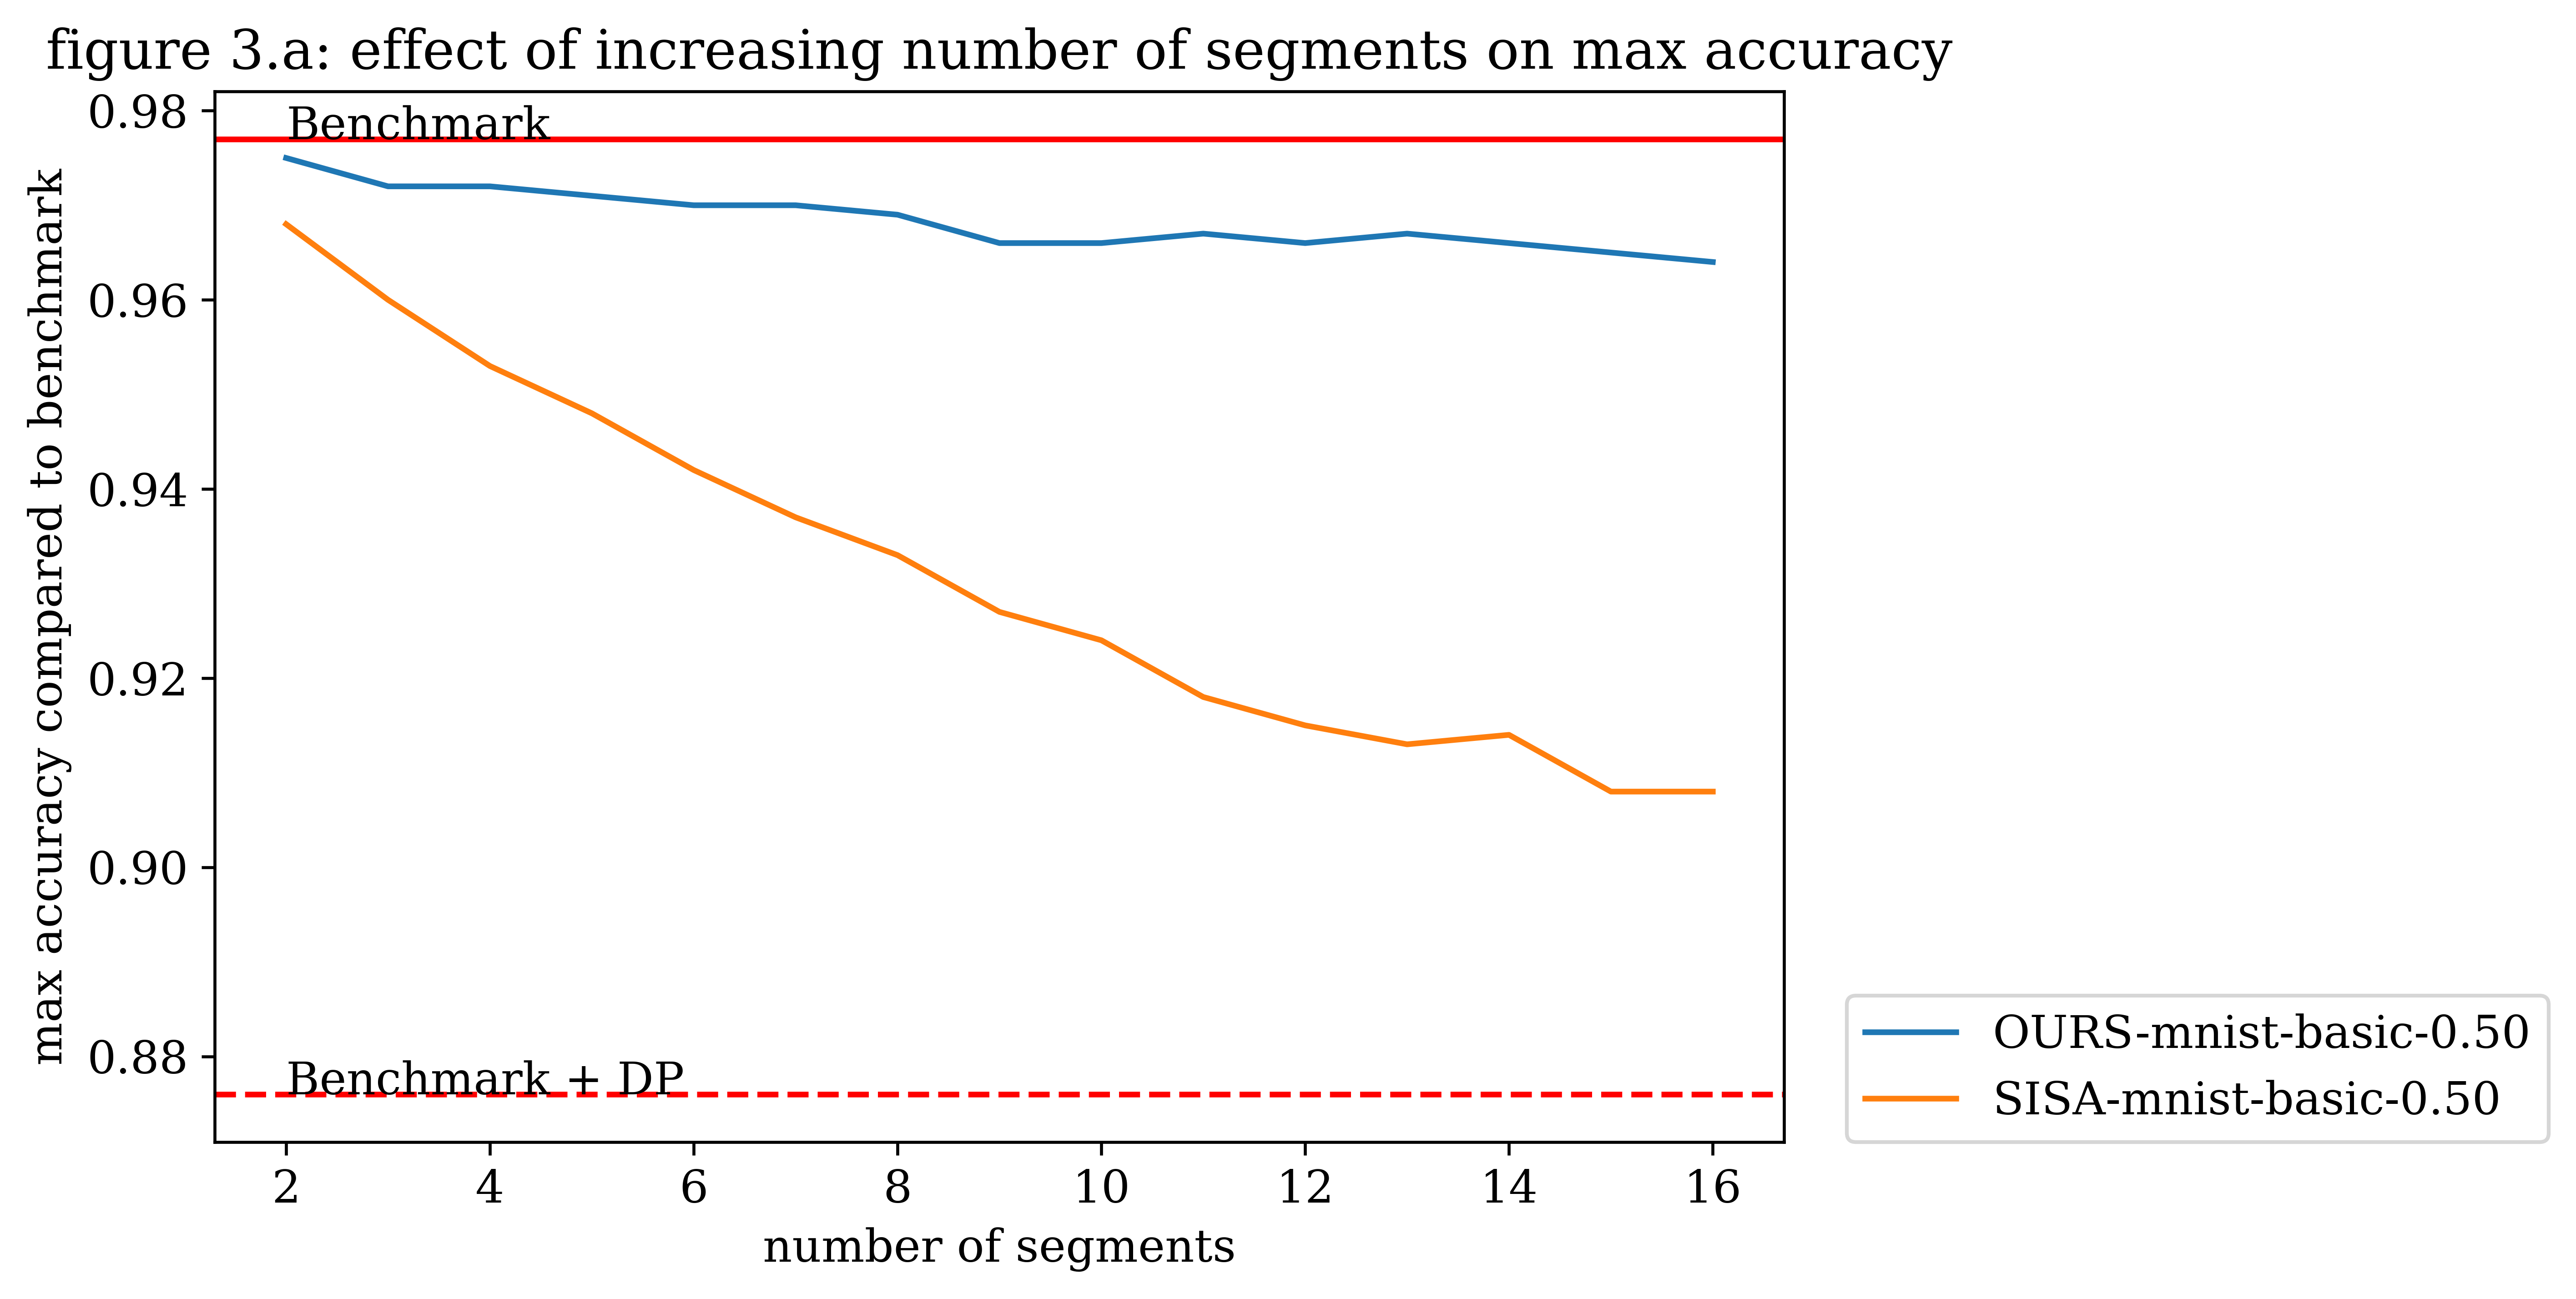 figure 3.a: effect of increasing number of segments on max accuracy
max accuracy compared to benchmark
0.98
0.96
0.94
0.92
0.90
0.88
Benchmark
Benchmark + DP
2 4 6 8 10 12 14 16
number of segments
OURS-mnist-basic-0.50
SISA-mnist-basic-0.50